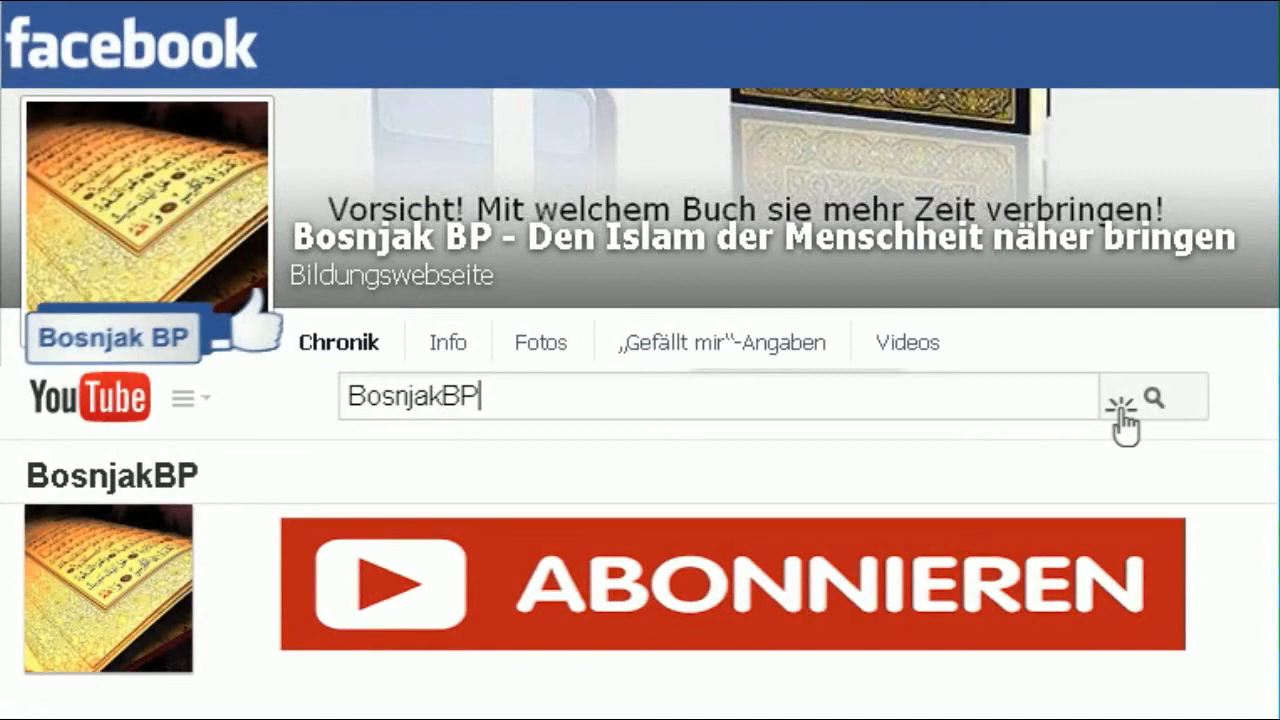 facebook
Vorsicht! Mit welchem Buch sie mehr Zeit verbringen!
Bosnjak BP - Den Islam der Menschheit näher bringen
Bildungswebseite
Bosnjak BP
Chronik Info Fotos „Gefällt mir“-Angaben Videos
YouTube BosnjakBP
BosnjakBP
ABONNIEREN